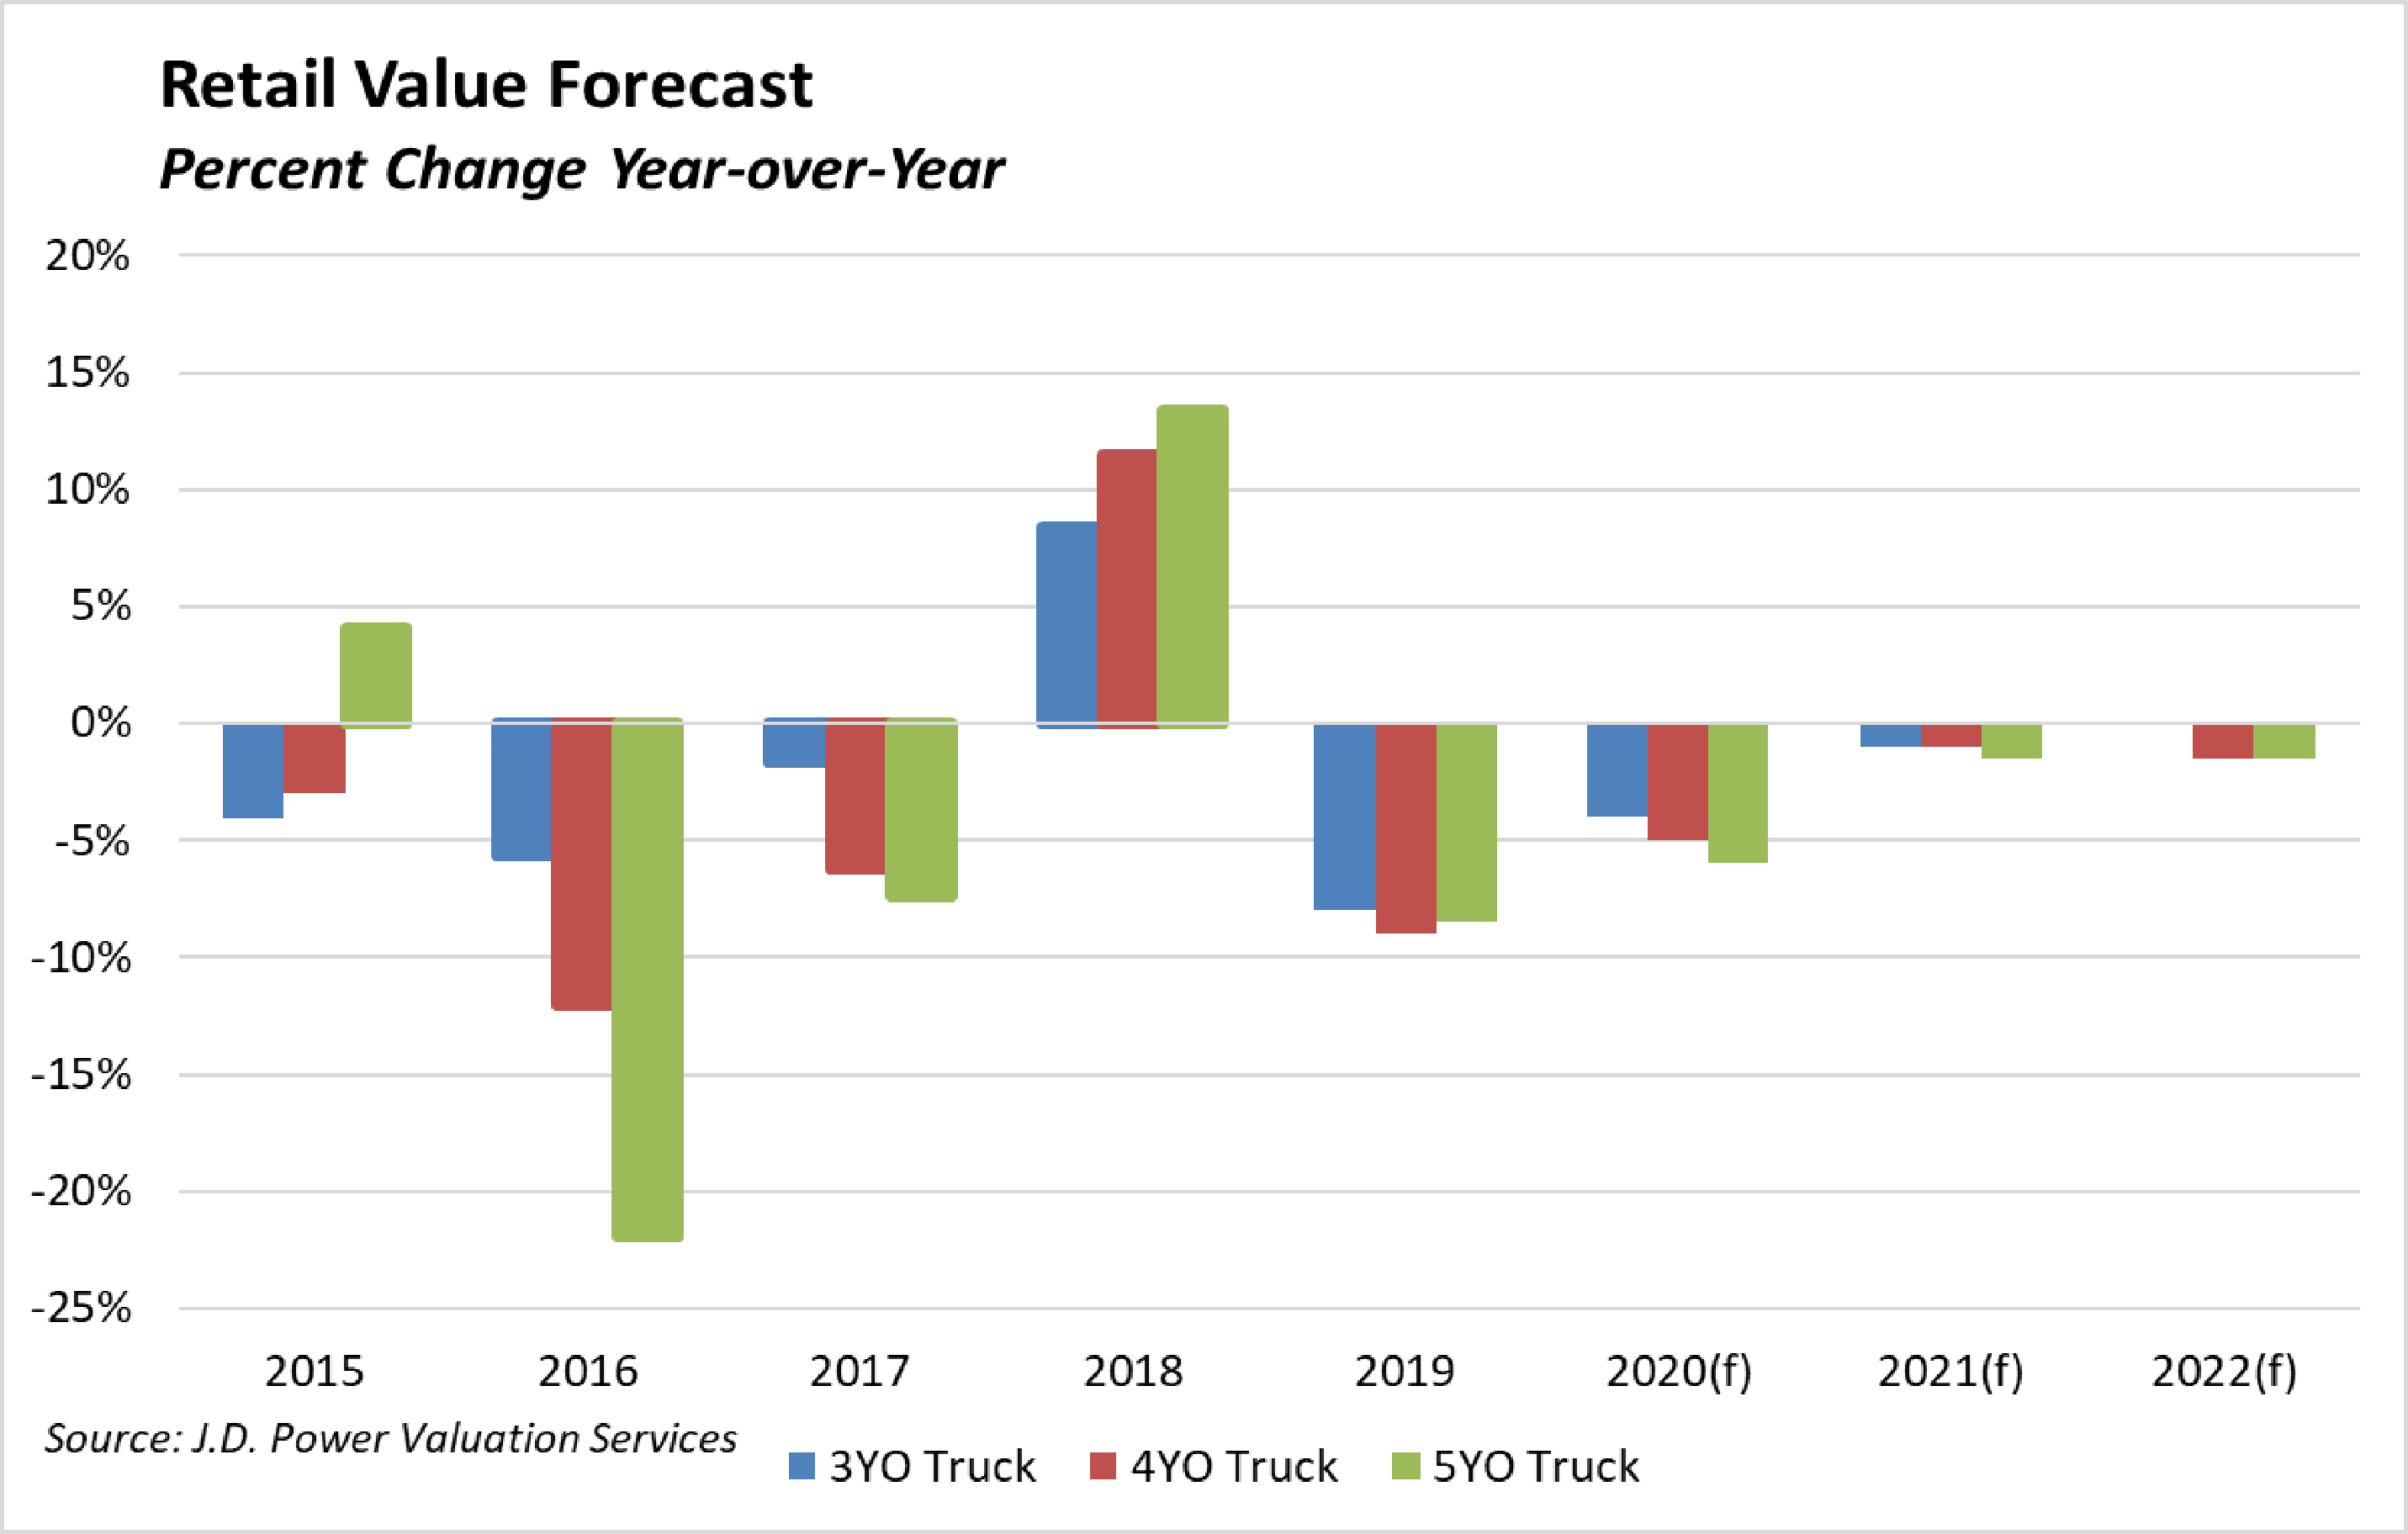 Retail Value Forecast
Percent Change Year-over-Year
20%
15%
10%
5%
0%
-5%
-10%
-15%
-20%
-25%
2015 2016 2017 2018 2019 2020(f) 2021(f) 2022(f)
Source: J.D. Power Valuation Services
3YO Truck 4YO Truck 5YO Truck